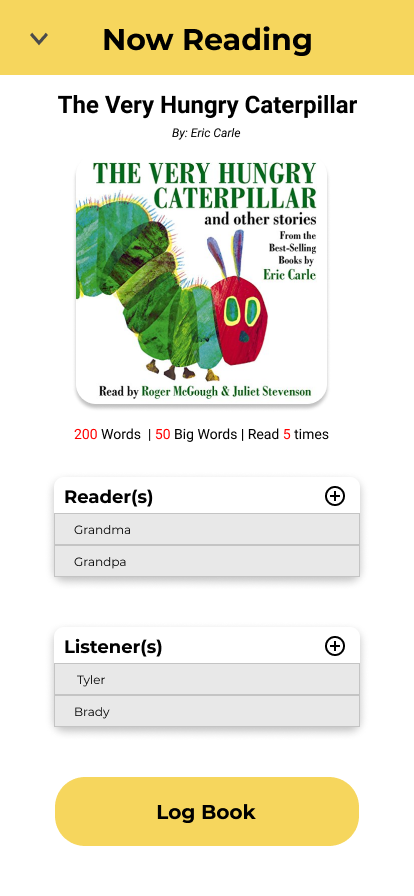 Now Reading
The Very Hungry Caterpillar
By: Eric Carle
THE VERY HUNGRY
CATERPILLAR
and other stories
From the
Best-Selling
Books by
Eric Carle
Read by Roger McGough & Juliet Stevenson
200 Words | 50 Big Words | Read 5 times
Reader(s)
Grandma
Grandpa
Listener(s)
Tyler
Brady
Log Book